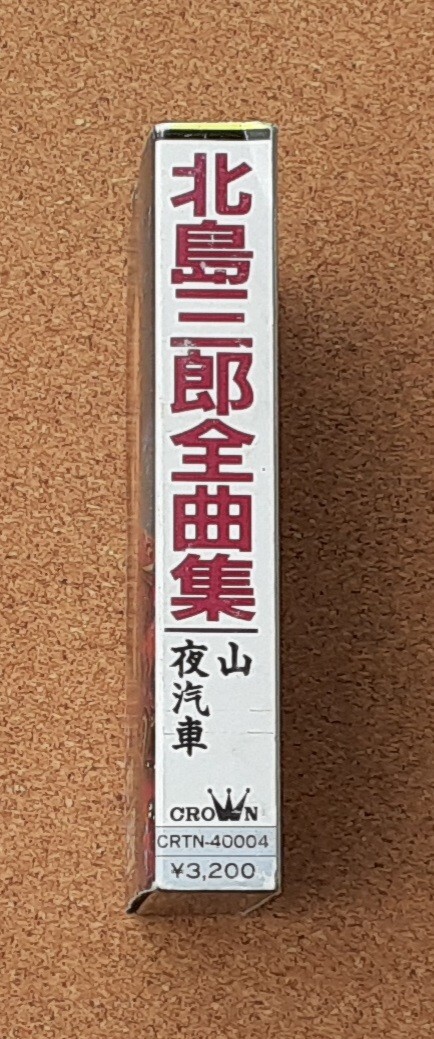 北島三郎全曲集
山
夜汽車
CROWN
CRTN-40004
¥3,200